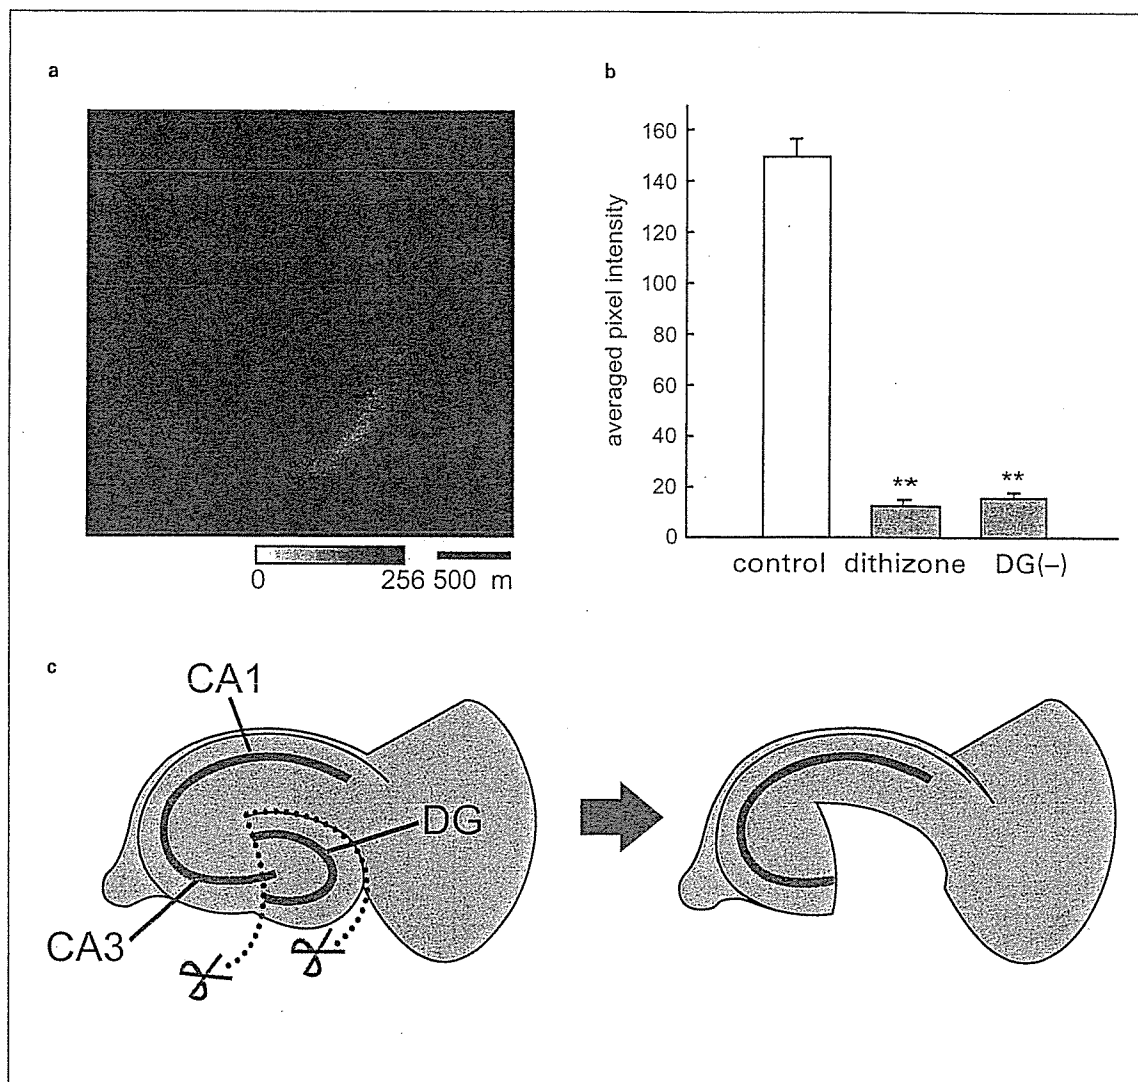 a
b
averaged pixel intensity
160
140
120
100
80
60
40
20
0
**
**
control dithizone DG(–)
0 256 500 m
c
CA1
DG
CA3